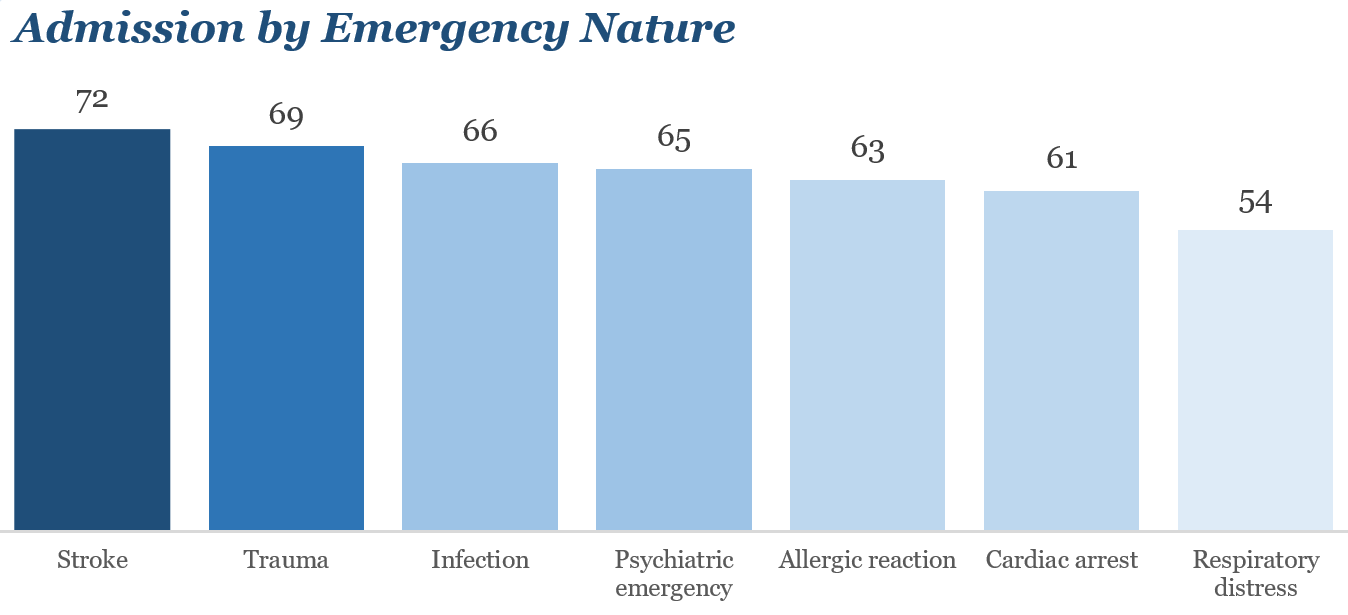 Admission by Emergency Nature
72
69
66
65
63
61
54
Stroke
Trauma
Infection
Psychiatric
emergency
Allergic reaction
Cardiac arrest
Respiratory
distress